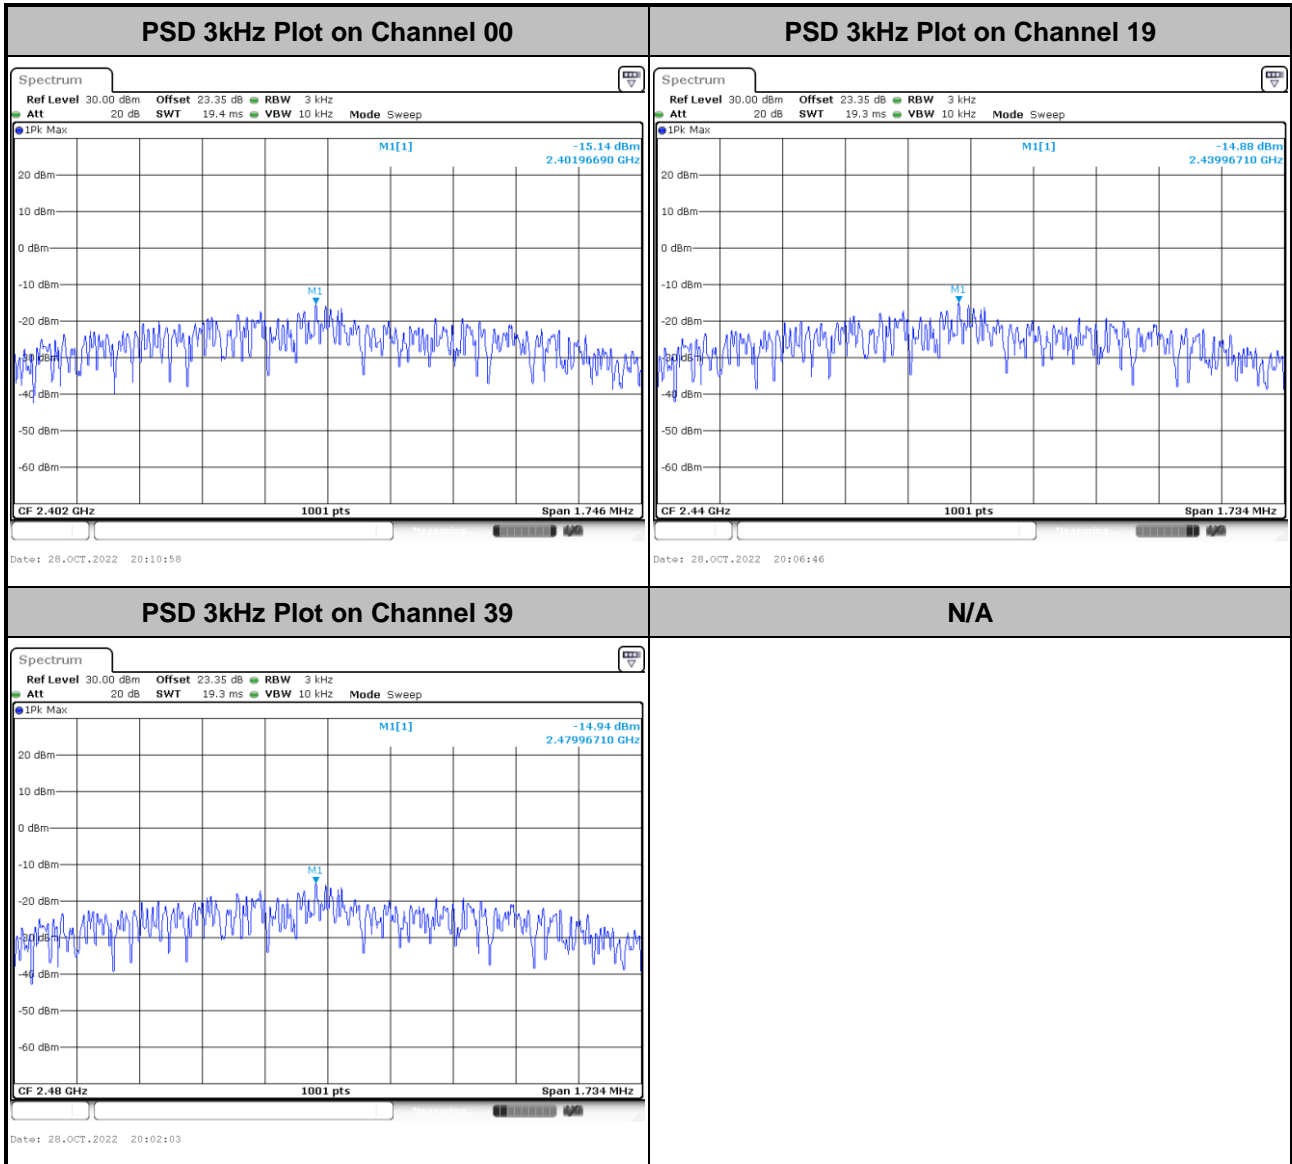 PSD 3kHz Plot on Channel 00
Spectrum
Ref Level 30.00 dBm Offset 23.35 dB RBW 3 kHz
Att 20 dB SWT 19.4 ms VBW 10 kHz Mode Sweep
1Pk Max
M1[1] -15.14 dBm
2.40196690 GHz
20 dBm
10 dBm
0 dBm
-10 dBm
M1
-20 dBm
-30 dBm
-40 dBm
-50 dBm
-60 dBm
CF 2.402 GHz 1001 pts Span 1.746 MHz
Measuring
Date: 28.OCT.2022 20:10:58
PSD 3kHz Plot on Channel 19
Spectrum
Ref Level 30.00 dBm Offset 23.35 dB RBW 3 kHz
Att 20 dB SWT 19.3 ms VBW 10 kHz Mode Sweep
1Pk Max
M1[1] -14.88 dBm
2.43996710 GHz
20 dBm
10 dBm
0 dBm
-10 dBm
M1
-20 dBm
-30 dBm
-40 dBm
-50 dBm
-60 dBm
CF 2.44 GHz 1001 pts Span 1.734 MHz
Measuring
Date: 28.OCT.2022 20:06:46
PSD 3kHz Plot on Channel 39
Spectrum
Ref Level 30.00 dBm Offset 23.35 dB RBW 3 kHz
Att 20 dB SWT 19.3 ms VBW 10 kHz Mode Sweep
1Pk Max
M1[1] -14.94 dBm
2.47996710 GHz
20 dBm
10 dBm
0 dBm
-10 dBm
M1
-20 dBm
-30 dBm
-40 dBm
-50 dBm
-60 dBm
CF 2.48 GHz 1001 pts Span 1.734 MHz
Measuring
Date: 28.OCT.2022 20:02:03
N/A